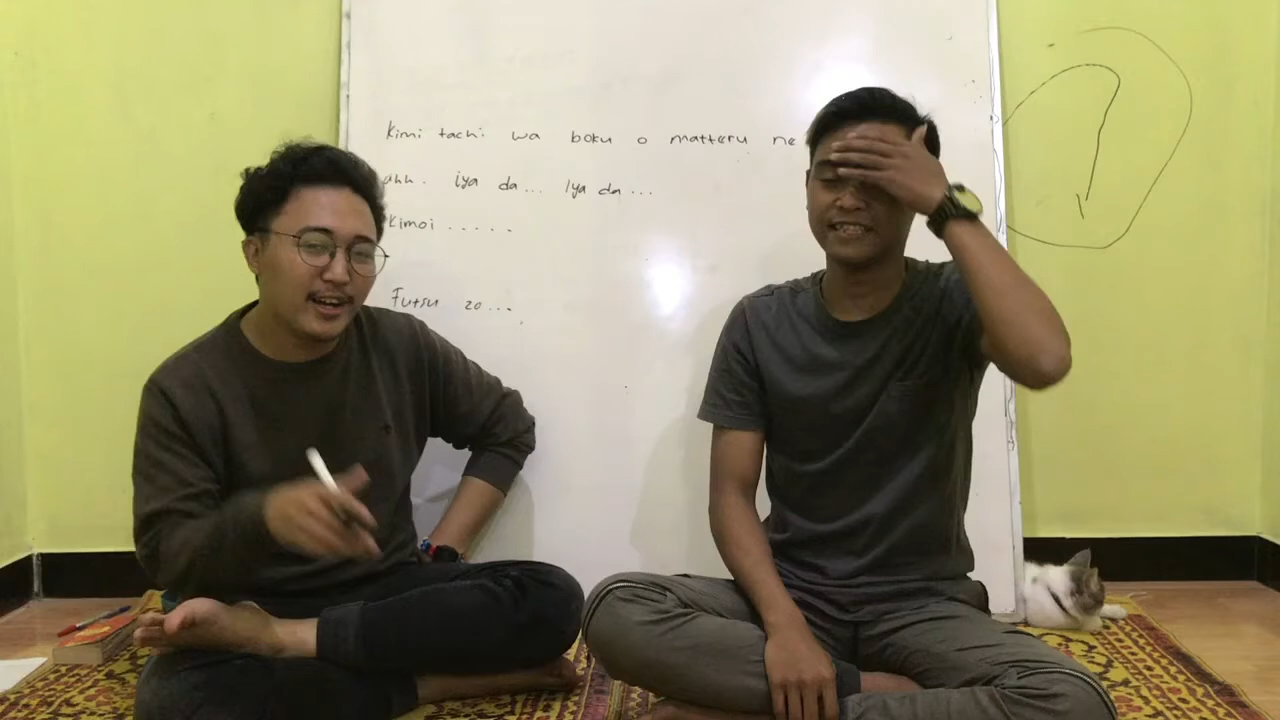 Kimi tachi wa boku o matteru ne
ahh. iya da... Iya da...
Kimoi .....
Futsu zo...